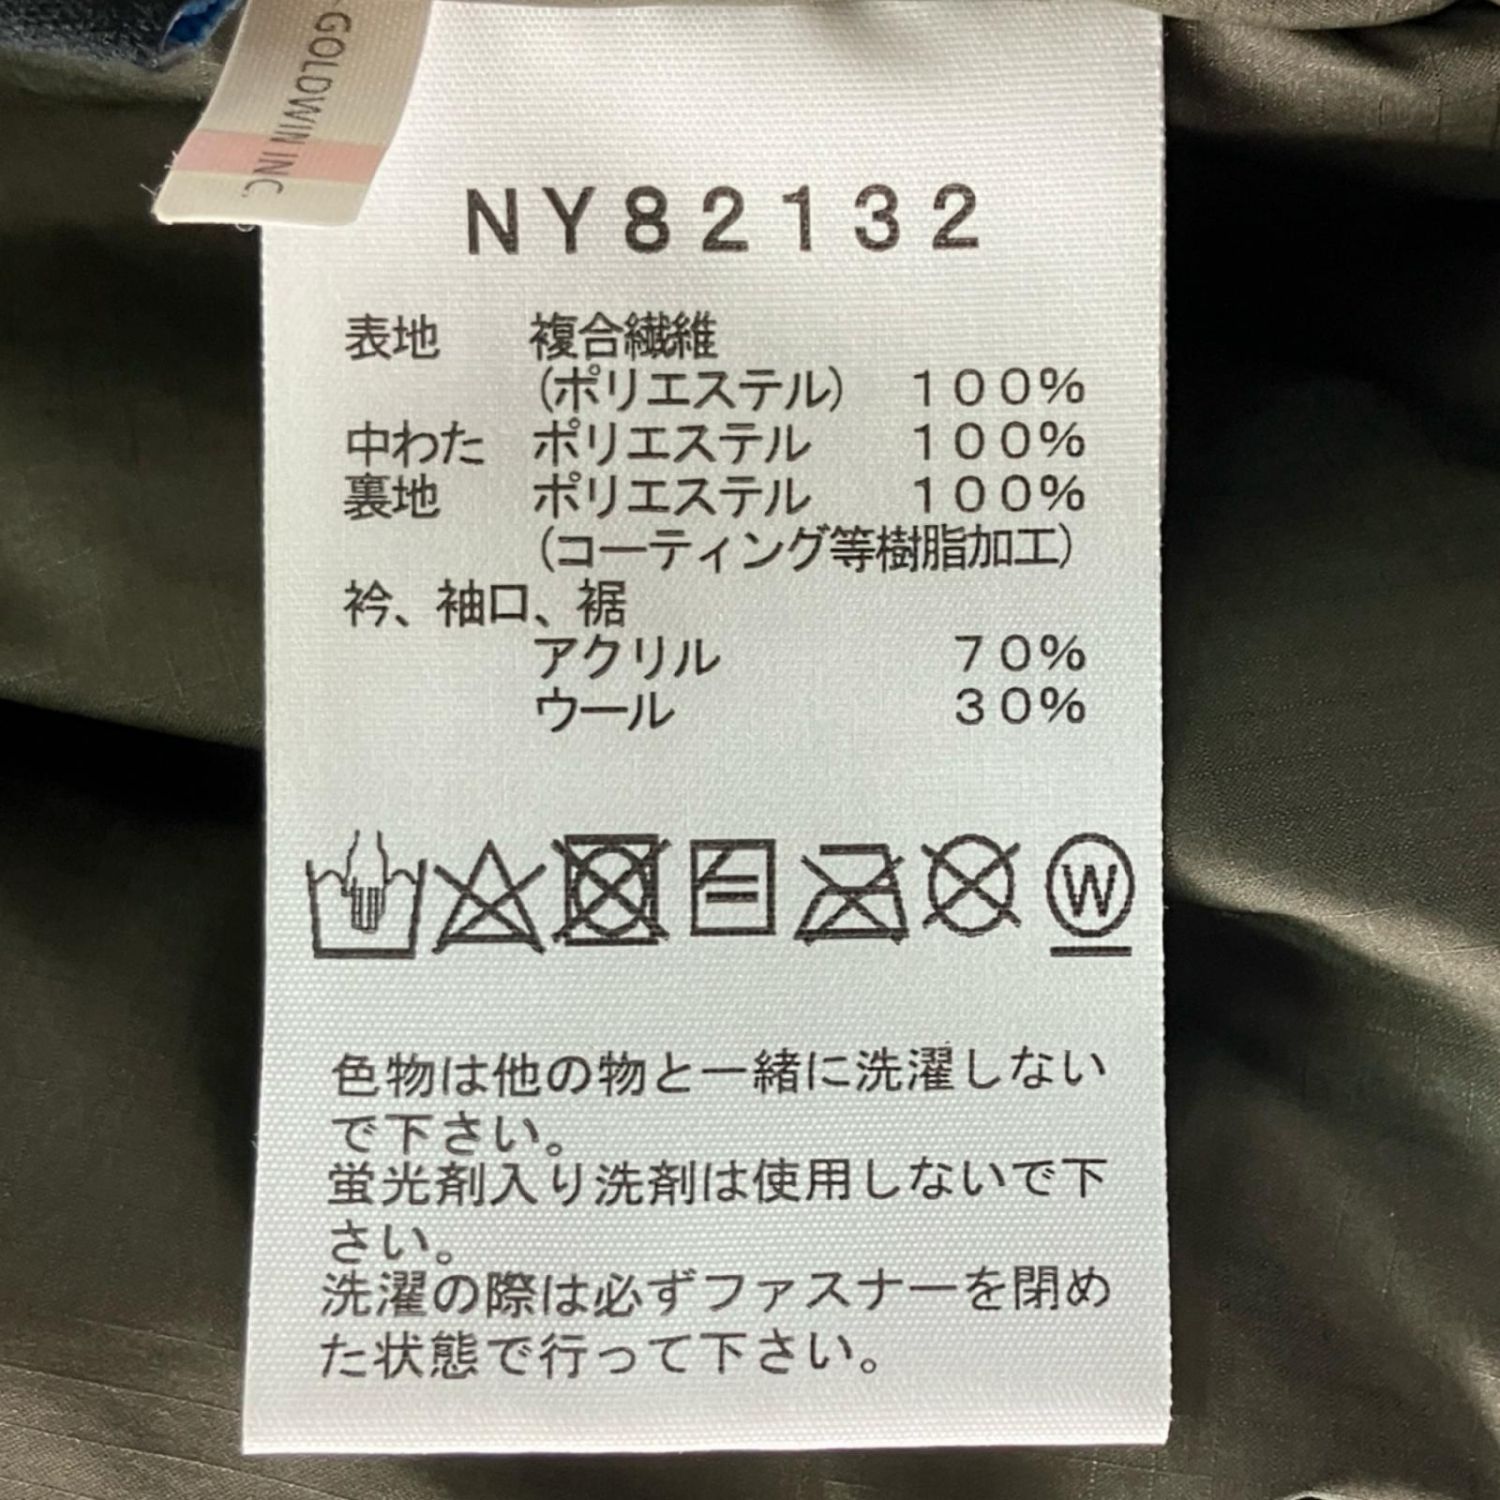 GOLDWIN INC.
NY82132
表地 複合繊維
(ポリエステル) 100%
中わた ポリエステル 100%
裏地 ポリエステル 100%
(コーティング等樹脂加工)
衿、袖口、裾
アクリル 70%
ウール 30%
W
色物は他の物と一緒に洗濯しない
で下さい。
蛍光剤入り洗剤は使用しないで下
さい。
洗濯の際は必ずファスナーを閉め
た状態で行って下さい。